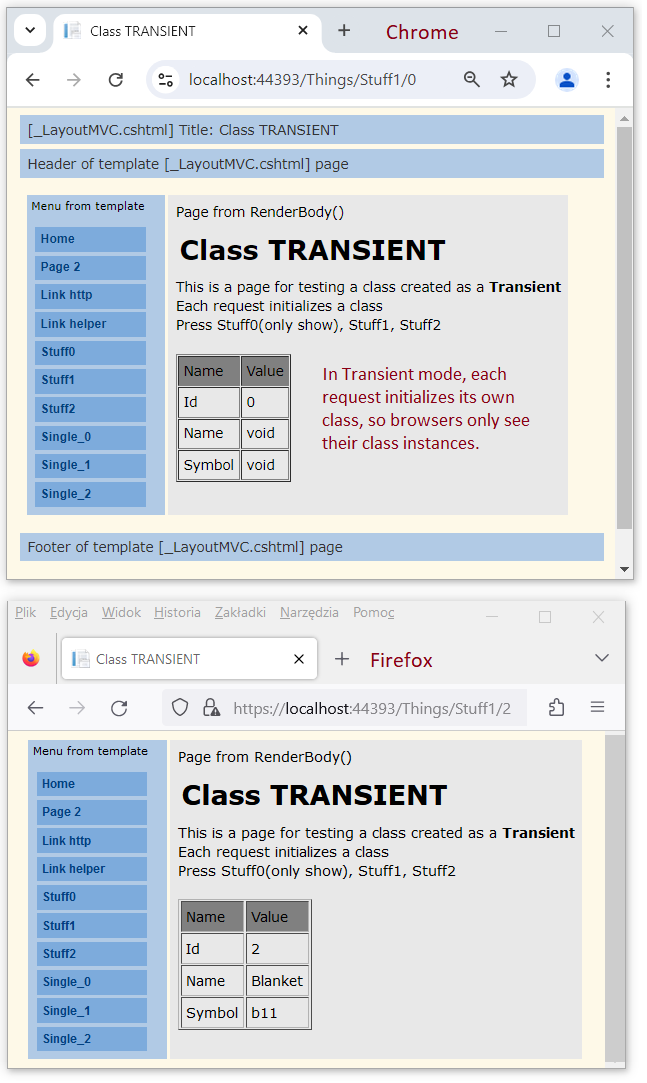 Class TRANSIENT
Chrome
localhost:44393/Things/Stuff1/0
[_LayoutMVC.cshtml] Title: Class TRANSIENT
Header of template [_LayoutMVC.cshtml] page
Menu from template
Home
Page 2
Link http
Link helper
Stuff0
Stuff1
Stuff2
Single_0
Single_1
Single_2
Page from RenderBody()
Class TRANSIENT
This is a page for testing a class created as a Transient
Each request initializes a class
Press Stuff0(only show), Stuff1, Stuff2
Name Value
Id 0
Name void
Symbol void
In Transient mode, each
request initializes its own
class, so browsers only see
their class instances.
Footer of template [_LayoutMVC.cshtml] page
Plik Edycja Widok Historia Zakładki Narzędzia Pomoc
Class TRANSIENT
Firefox
https://localhost:44393/Things/Stuff1/2
Menu from template
Home
Page 2
Link http
Link helper
Stuff0
Stuff1
Stuff2
Single_0
Single_1
Single_2
Page from RenderBody()
Class TRANSIENT
This is a page for testing a class created as a Transient
Each request initializes a class
Press Stuff0(only show), Stuff1, Stuff2
Name Value
Id 2
Name Blanket
Symbol b11